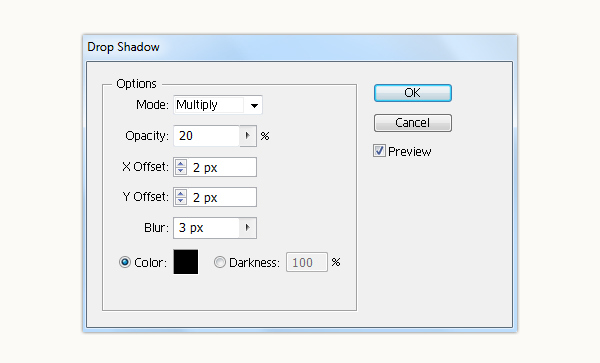 Drop Shadow
Options
Mode: Multiply
Opacity: 20 %
X Offset: 2 px
Y Offset: 2 px
Blur: 3 px
Color: Darkness: 100 %
OK
Cancel
Preview